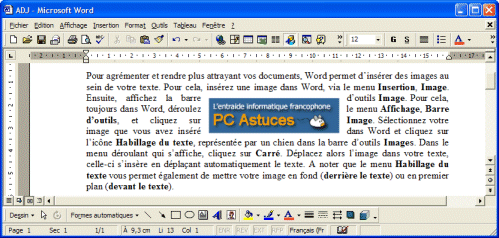 ADJ - Microsoft Word
Fichier Edition Affichage Insertion Format Outils Tableau Fenêtre ?
12 G S
Pour agrémenter et rendre plus attrayant vos documents, Word permet d'insérer des images au
sein de votre texte. Pour cela, insérez une image dans Word, via le menu Insertion, Image.
Ensuite, affichez la barre d'outils Image. Pour cela,
toujours dans Word, déroulez le menu Affichage, Barre
d'outils, et cliquez sur Image. Sélectionnez votre
image que vous avez inséré dans Word et cliquez sur
L'entraide informatique francophone
PC Astuces
l'icône Habillage du texte, représentée par un chien dans la barre d'outils Images. Dans le
menu déroulant qui s'affiche, cliquez sur Carré. Déplacez alors l'image dans votre texte,
celle-ci s'insère en déplaçant automatiquement le texte. A noter que le menu Habillage du
texte vous permet également de mettre votre image en fond (derrière le texte) ou en premier
plan (devant le texte).
Dessin Formes automatiques
Page 1 Sec 1 1/1 À 9,3 cm Li 13 Col 1 ENR REV EXT RFP Français (Fr